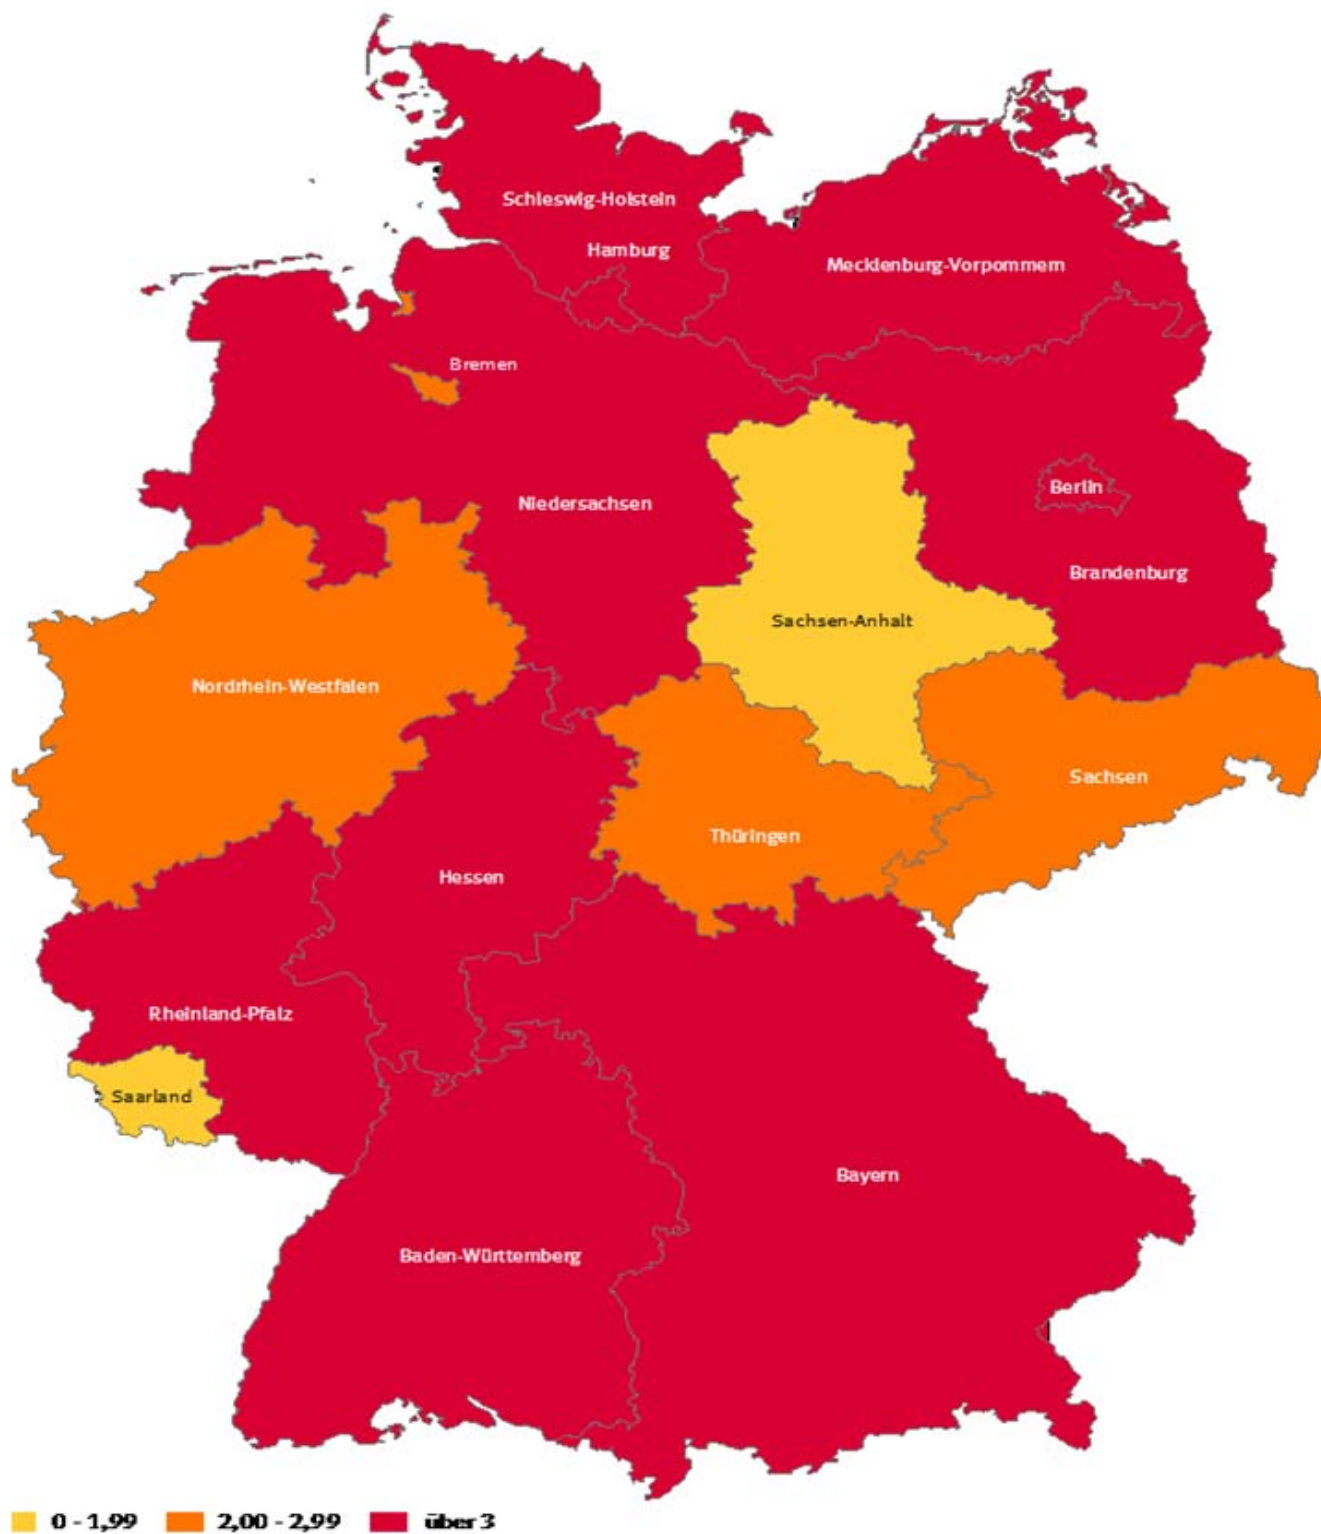 Schleswig-Holstein
Hamburg
Mecklenburg-Vorpommern
Bremen
Berlin
Niedersachsen
Brandenburg
Sachsen-Anhalt
Nordrhein-Westfalen
Sachsen
Thüringen
Hessen
Rheinland-Pfalz
Saarland
Bayern
Baden-Württemberg
0 - 1,99 2,00 - 2,99 über 3